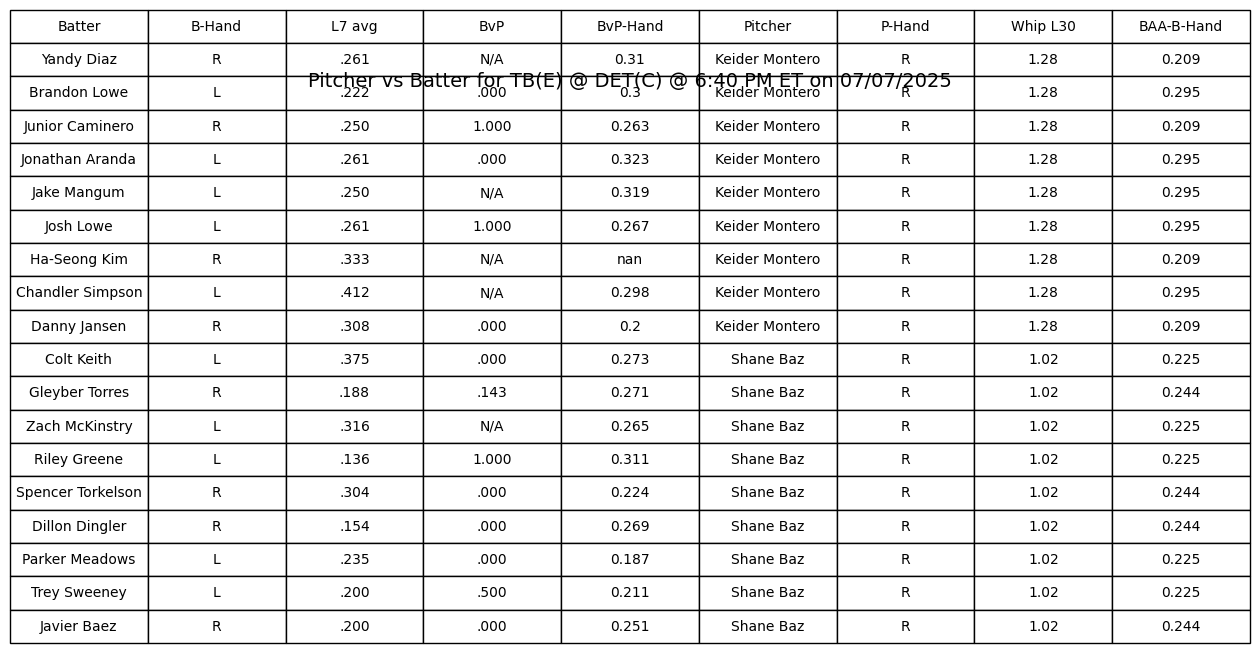 Batter B-Hand L7 avg BvP BvP-Hand Pitcher P-Hand Whip L30 BAA-B-Hand
Yandy Diaz R .261 N/A 0.31 Keider Montero R 1.28 0.209
Pitcher vs Batter for TB(E) @ DET(C) @ 6:40 PM ET on 07/07/2025
Brandon Lowe L .222 .000 0.3 Keider Montero R 1.28 0.295
Junior Caminero R .250 1.000 0.263 Keider Montero R 1.28 0.209
Jonathan Aranda L .261 .000 0.323 Keider Montero R 1.28 0.295
Jake Mangum L .250 N/A 0.319 Keider Montero R 1.28 0.295
Josh Lowe L .261 1.000 0.267 Keider Montero R 1.28 0.295
Ha-Seong Kim R .333 N/A nan Keider Montero R 1.28 0.209
Chandler Simpson L .412 N/A 0.298 Keider Montero R 1.28 0.295
Danny Jansen R .308 .000 0.2 Keider Montero R 1.28 0.209
Colt Keith L .375 .000 0.273 Shane Baz R 1.02 0.225
Gleyber Torres R .188 .143 0.271 Shane Baz R 1.02 0.244
Zach McKinstry L .316 N/A 0.265 Shane Baz R 1.02 0.225
Riley Greene L .136 1.000 0.311 Shane Baz R 1.02 0.225
Spencer Torkelson R .304 .000 0.224 Shane Baz R 1.02 0.244
Dillon Dingler R .154 .000 0.269 Shane Baz R 1.02 0.244
Parker Meadows L .235 .000 0.187 Shane Baz R 1.02 0.225
Trey Sweeney L .200 .500 0.211 Shane Baz R 1.02 0.225
Javier Baez R .200 .000 0.251 Shane Baz R 1.02 0.244